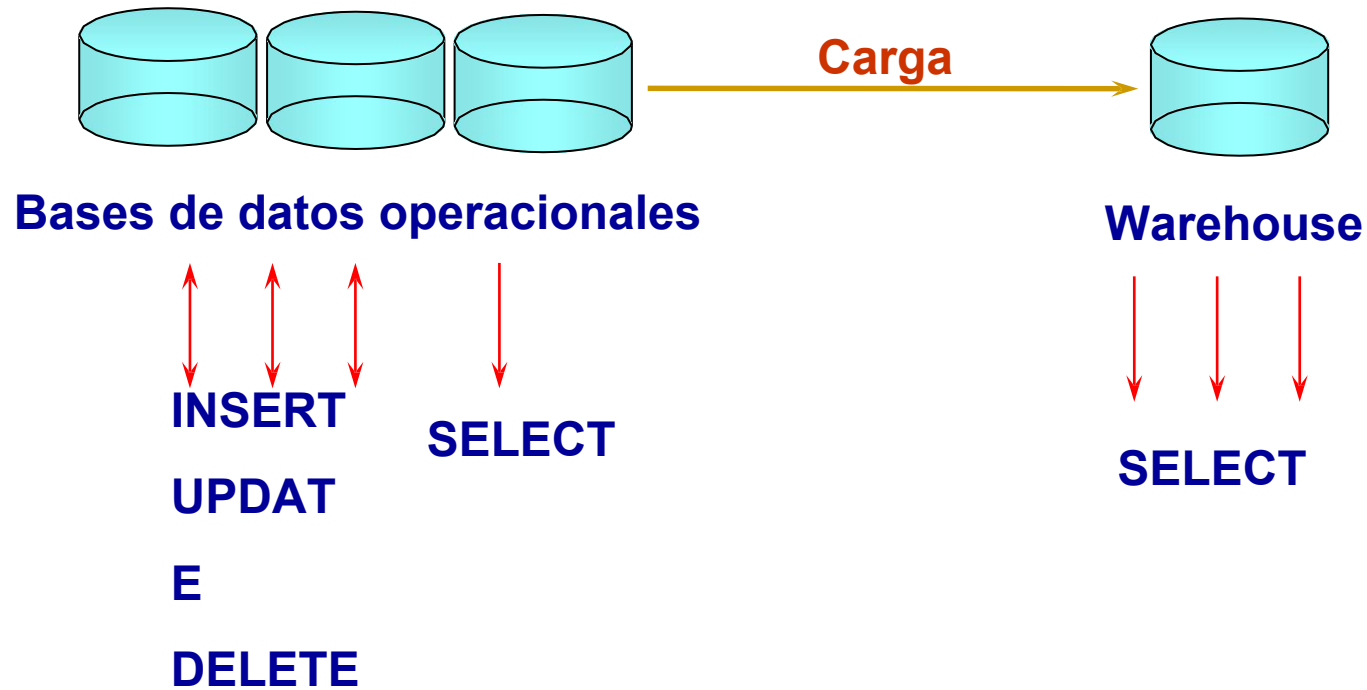 Carga
Bases de datos operacionales
Warehouse
INSERT
UPDAT
E
DELETE
SELECT
SELECT